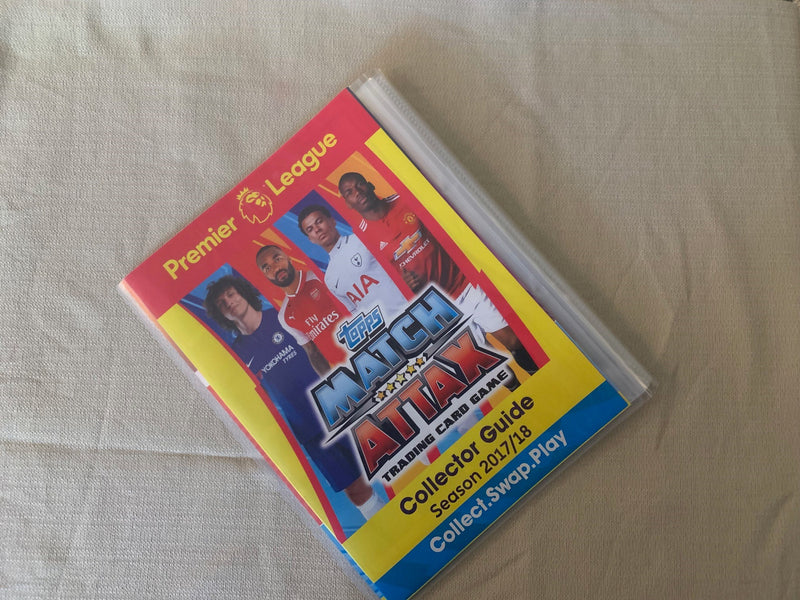 Premier League
YOKOHAMA
TYRES
Fly
Emirates
AIA
adidas
CHEVROLET
topps
MATCH
ATTAX
TRADING CARD GAME
Collector Guide
Season 2017/18
Collect.Swap.Play